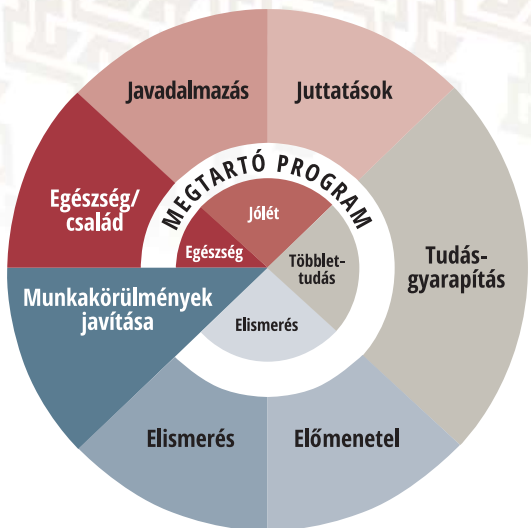 Javadalmazás
Juttatások
MEGTARTÓ PROGRAM
Egészség/
család
Jólét
Egészség
Többlet-
tudás
Tudás-
gyarapítás
Munkakörülmények
javítása
Elismerés
Elismerés
Előmenetel